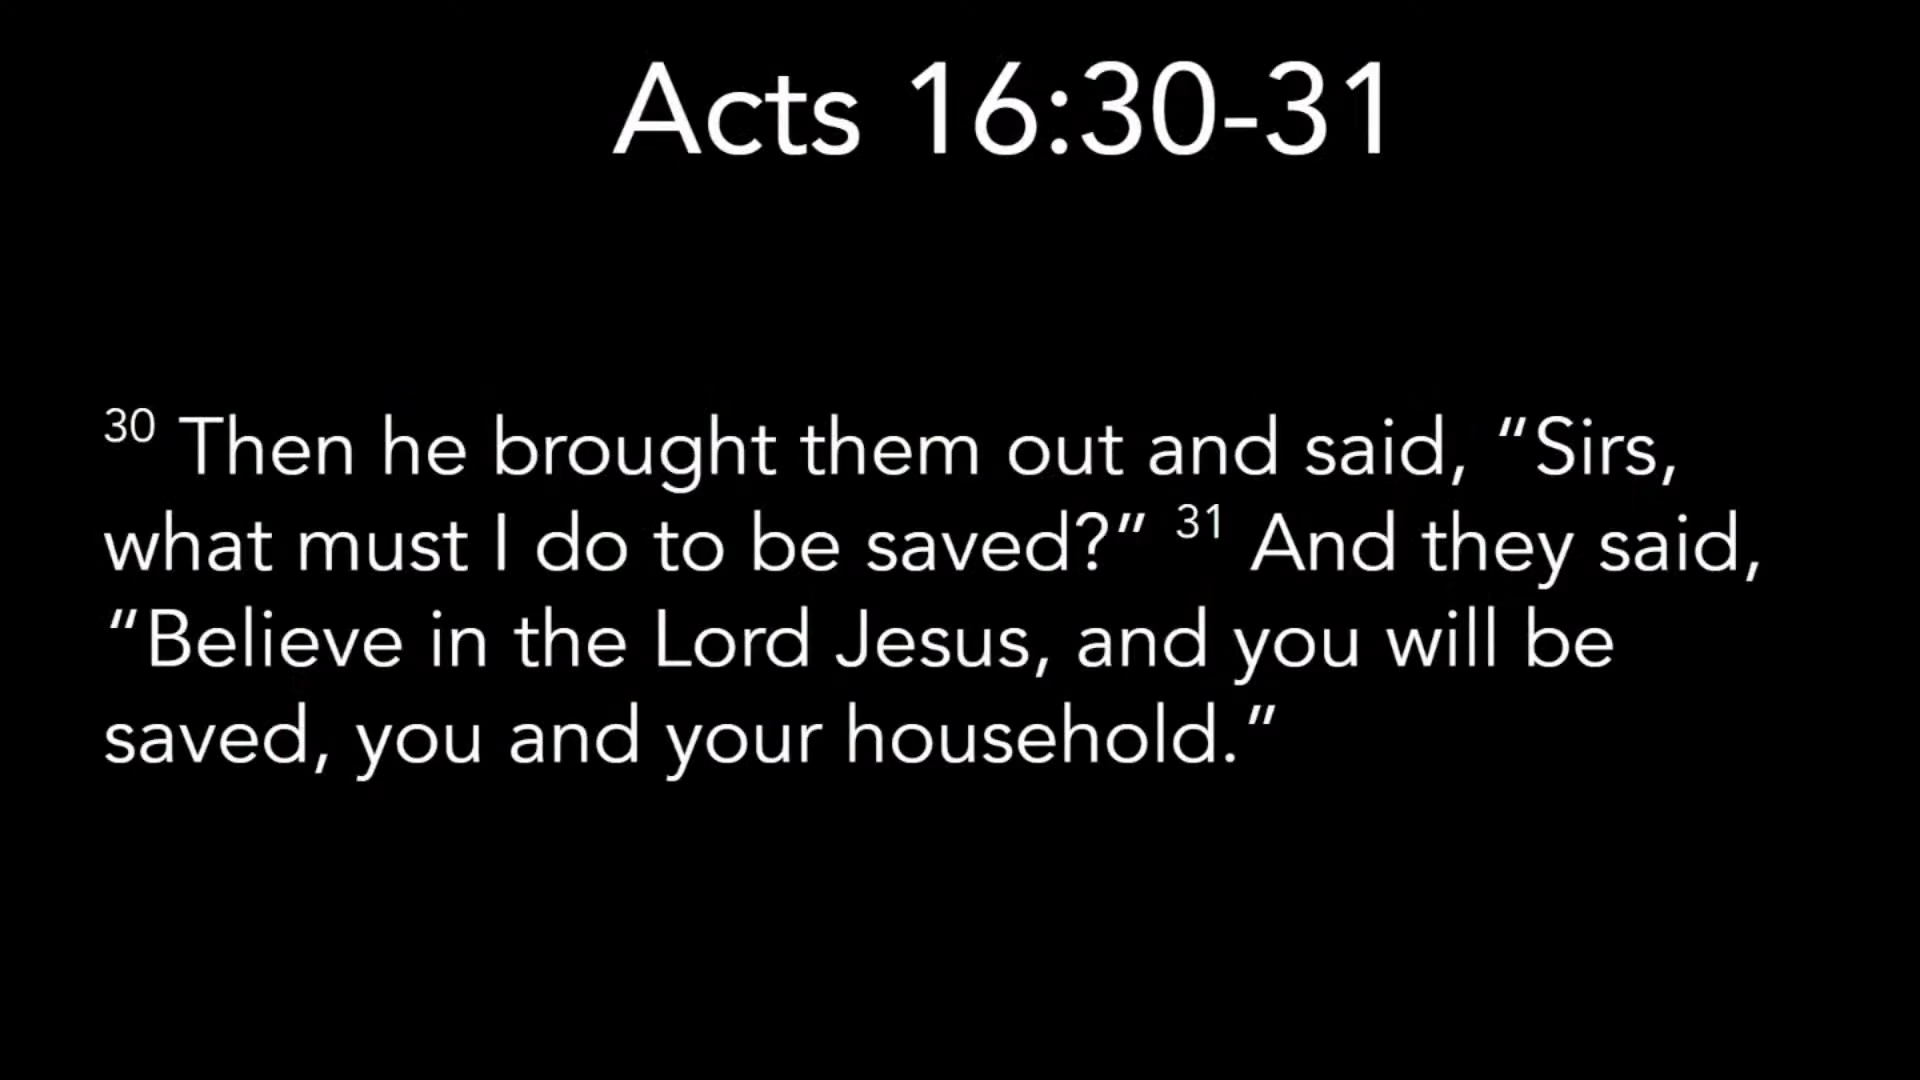 Acts 16:30-31
30 Then he brought them out and said, “Sirs,
what must I do to be saved?” 31 And they said,
“Believe in the Lord Jesus, and you will be
saved, you and your household.”